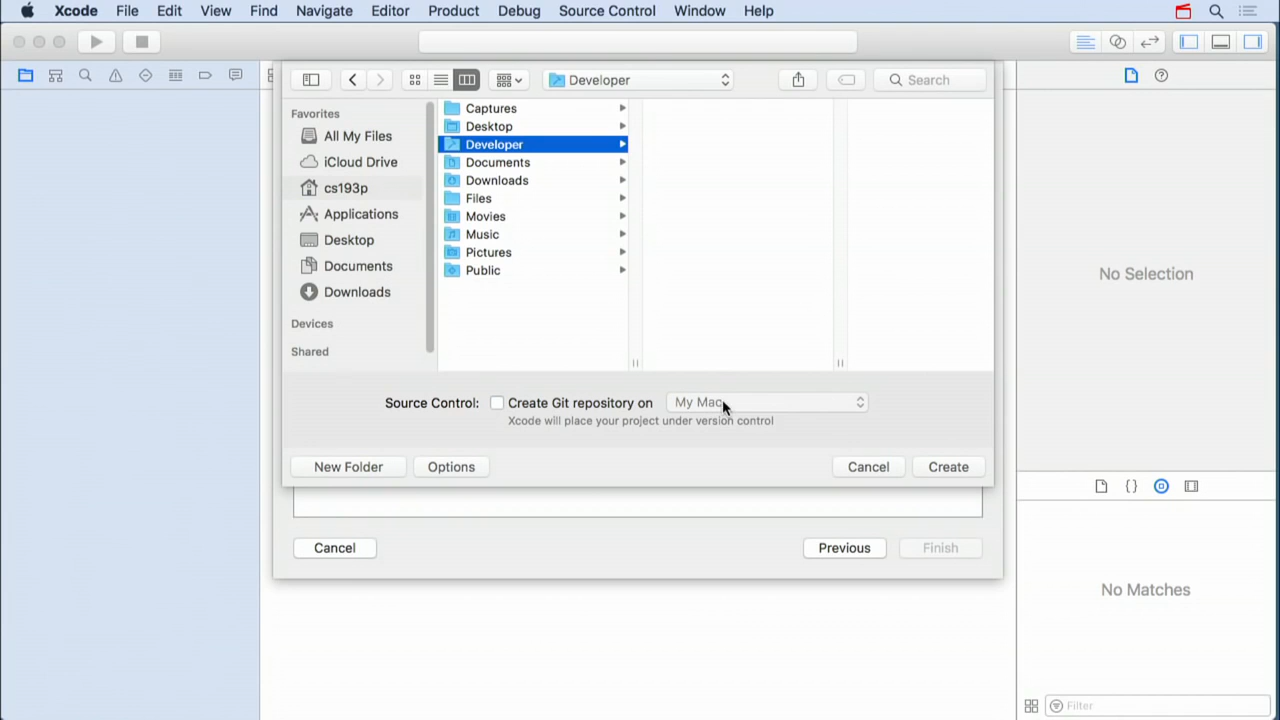 Xcode File Edit View Find Navigate Editor Product Debug Source Control Window Help
Developer
Search
Favorites
All My Files
iCloud Drive
cs193p
Applications
Desktop
Documents
Downloads
Devices
Shared
Captures
Desktop
Developer
Documents
Downloads
Files
Movies
Music
Pictures
Public
No Selection
Source Control: Create Git repository on My Mac
Xcode will place your project under version control
New Folder Options Cancel Create
Cancel Previous Finish
No Matches
Filter